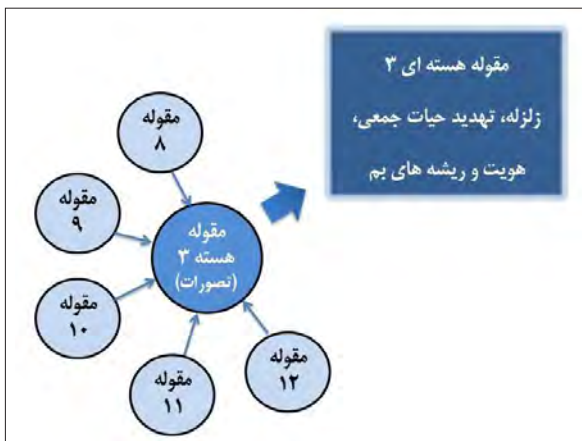 مقوله هسته ای ۳
زلزله، تهدید حیات جمعی،
هویت و ریشه های بم
مقوله
۸
مقوله
۹
مقوله
هسته ۳
(تصورات)
مقوله
۱۰
مقوله
۱۱
مقوله
۱۲